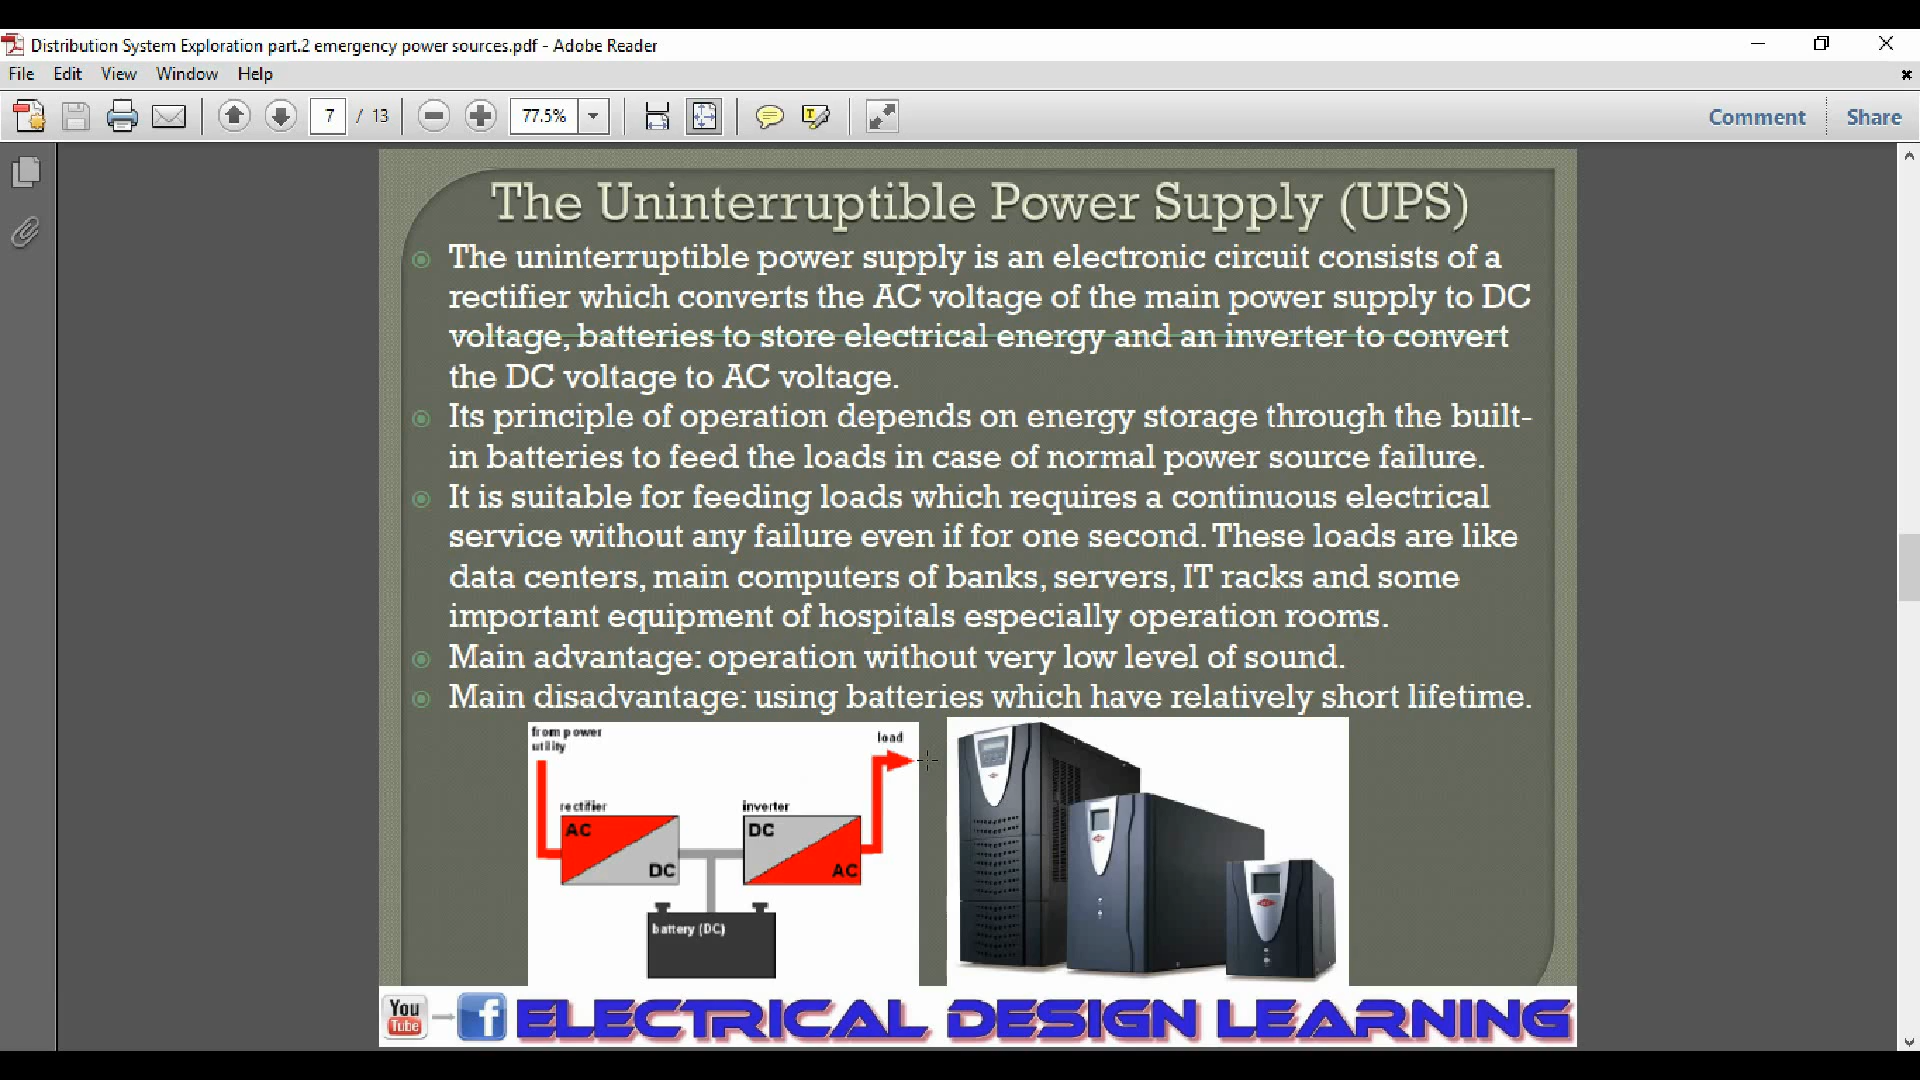 Distribution System Exploration part.2 emergency power sources.pdf - Adobe Reader
File Edit View Window Help
7 / 13 77.5% Comment Share
The Uninterruptible Power Supply (UPS)
The uninterruptible power supply is an electronic circuit consists of a
rectifier which converts the AC voltage of the main power supply to DC
voltage, batteries to store electrical energy and an inverter to convert
the DC voltage to AC voltage.
Its principle of operation depends on energy storage through the built-
in batteries to feed the loads in case of normal power source failure.
It is suitable for feeding loads which requires a continuous electrical
service without any failure even if for one second. These loads are like
data centers, main computers of banks, servers, IT racks and some
important equipment of hospitals especially operation rooms.
Main advantage: operation without very low level of sound.
Main disadvantage: using batteries which have relatively short lifetime.
from power
utility
load
rectifier
inverter
AC
DC
DC
AC
battery (DC)
You
Tube
f
ELECTRICAL DESIGN LEARNING